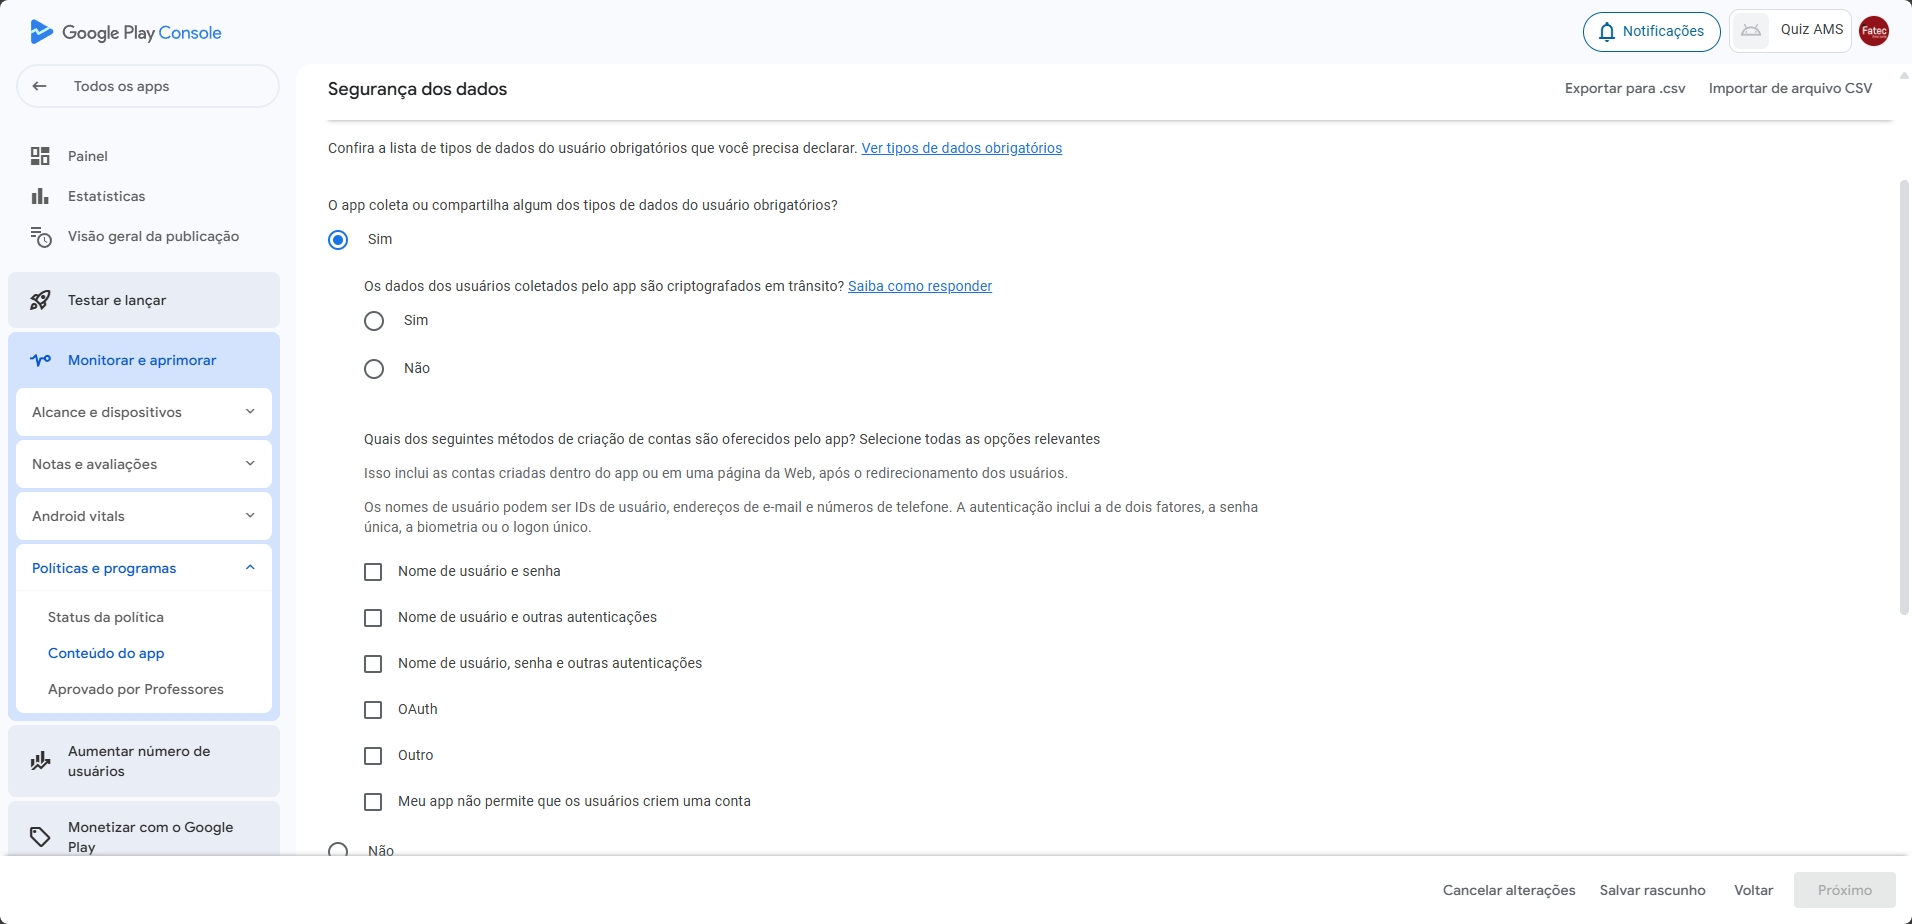 Google Play Console
Notificações
Quiz AMS
Fatec
Todos os apps
Painel
Estatísticas
Visão geral da publicação
Testar e lançar
Monitorar e aprimorar
Alcance e dispositivos
Notas e avaliações
Android vitals
Políticas e programas
Status da política
Conteúdo do app
Aprovado por Professores
Aumentar número de
usuários
Monetizar com o Google
Play
Segurança dos dados
Exportar para .csv
Importar de arquivo CSV
Confira a lista de tipos de dados do usuário obrigatórios que você precisa declarar. Ver tipos de dados obrigatórios
O app coleta ou compartilha algum dos tipos de dados do usuário obrigatórios?
Sim
Os dados dos usuários coletados pelo app são criptografados em trânsito? Saiba como responder
Sim
Não
Quais dos seguintes métodos de criação de contas são oferecidos pelo app? Selecione todas as opções relevantes
Isso inclui as contas criadas dentro do app ou em uma página da Web, após o redirecionamento dos usuários.
Os nomes de usuário podem ser IDs de usuário, endereços de e-mail e números de telefone. A autenticação inclui a de dois fatores, a senha
única, a biometria ou o logon único.
Nome de usuário e senha
Nome de usuário e outras autenticações
Nome de usuário, senha e outras autenticações
OAuth
Outro
Meu app não permite que os usuários criem uma conta
Não
Cancelar alterações
Salvar rascunho
Voltar
Próximo